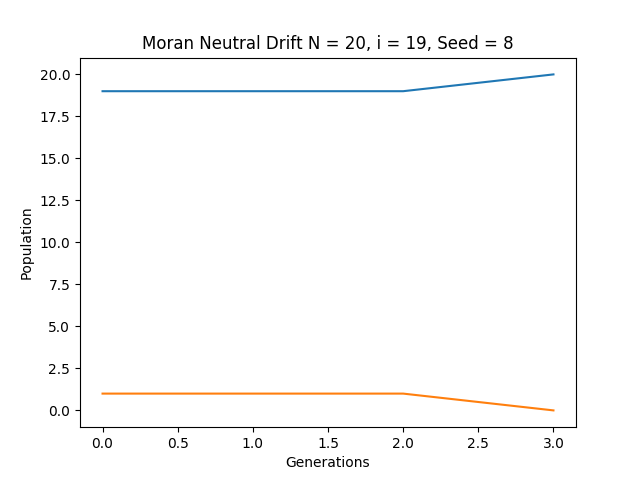 Moran Neutral Drift N = 20, i = 19, Seed = 8
20.0
17.5
15.0
12.5
10.0
7.5
5.0
2.5
0.0
Population
0.0 0.5 1.0 1.5 2.0 2.5 3.0
Generations